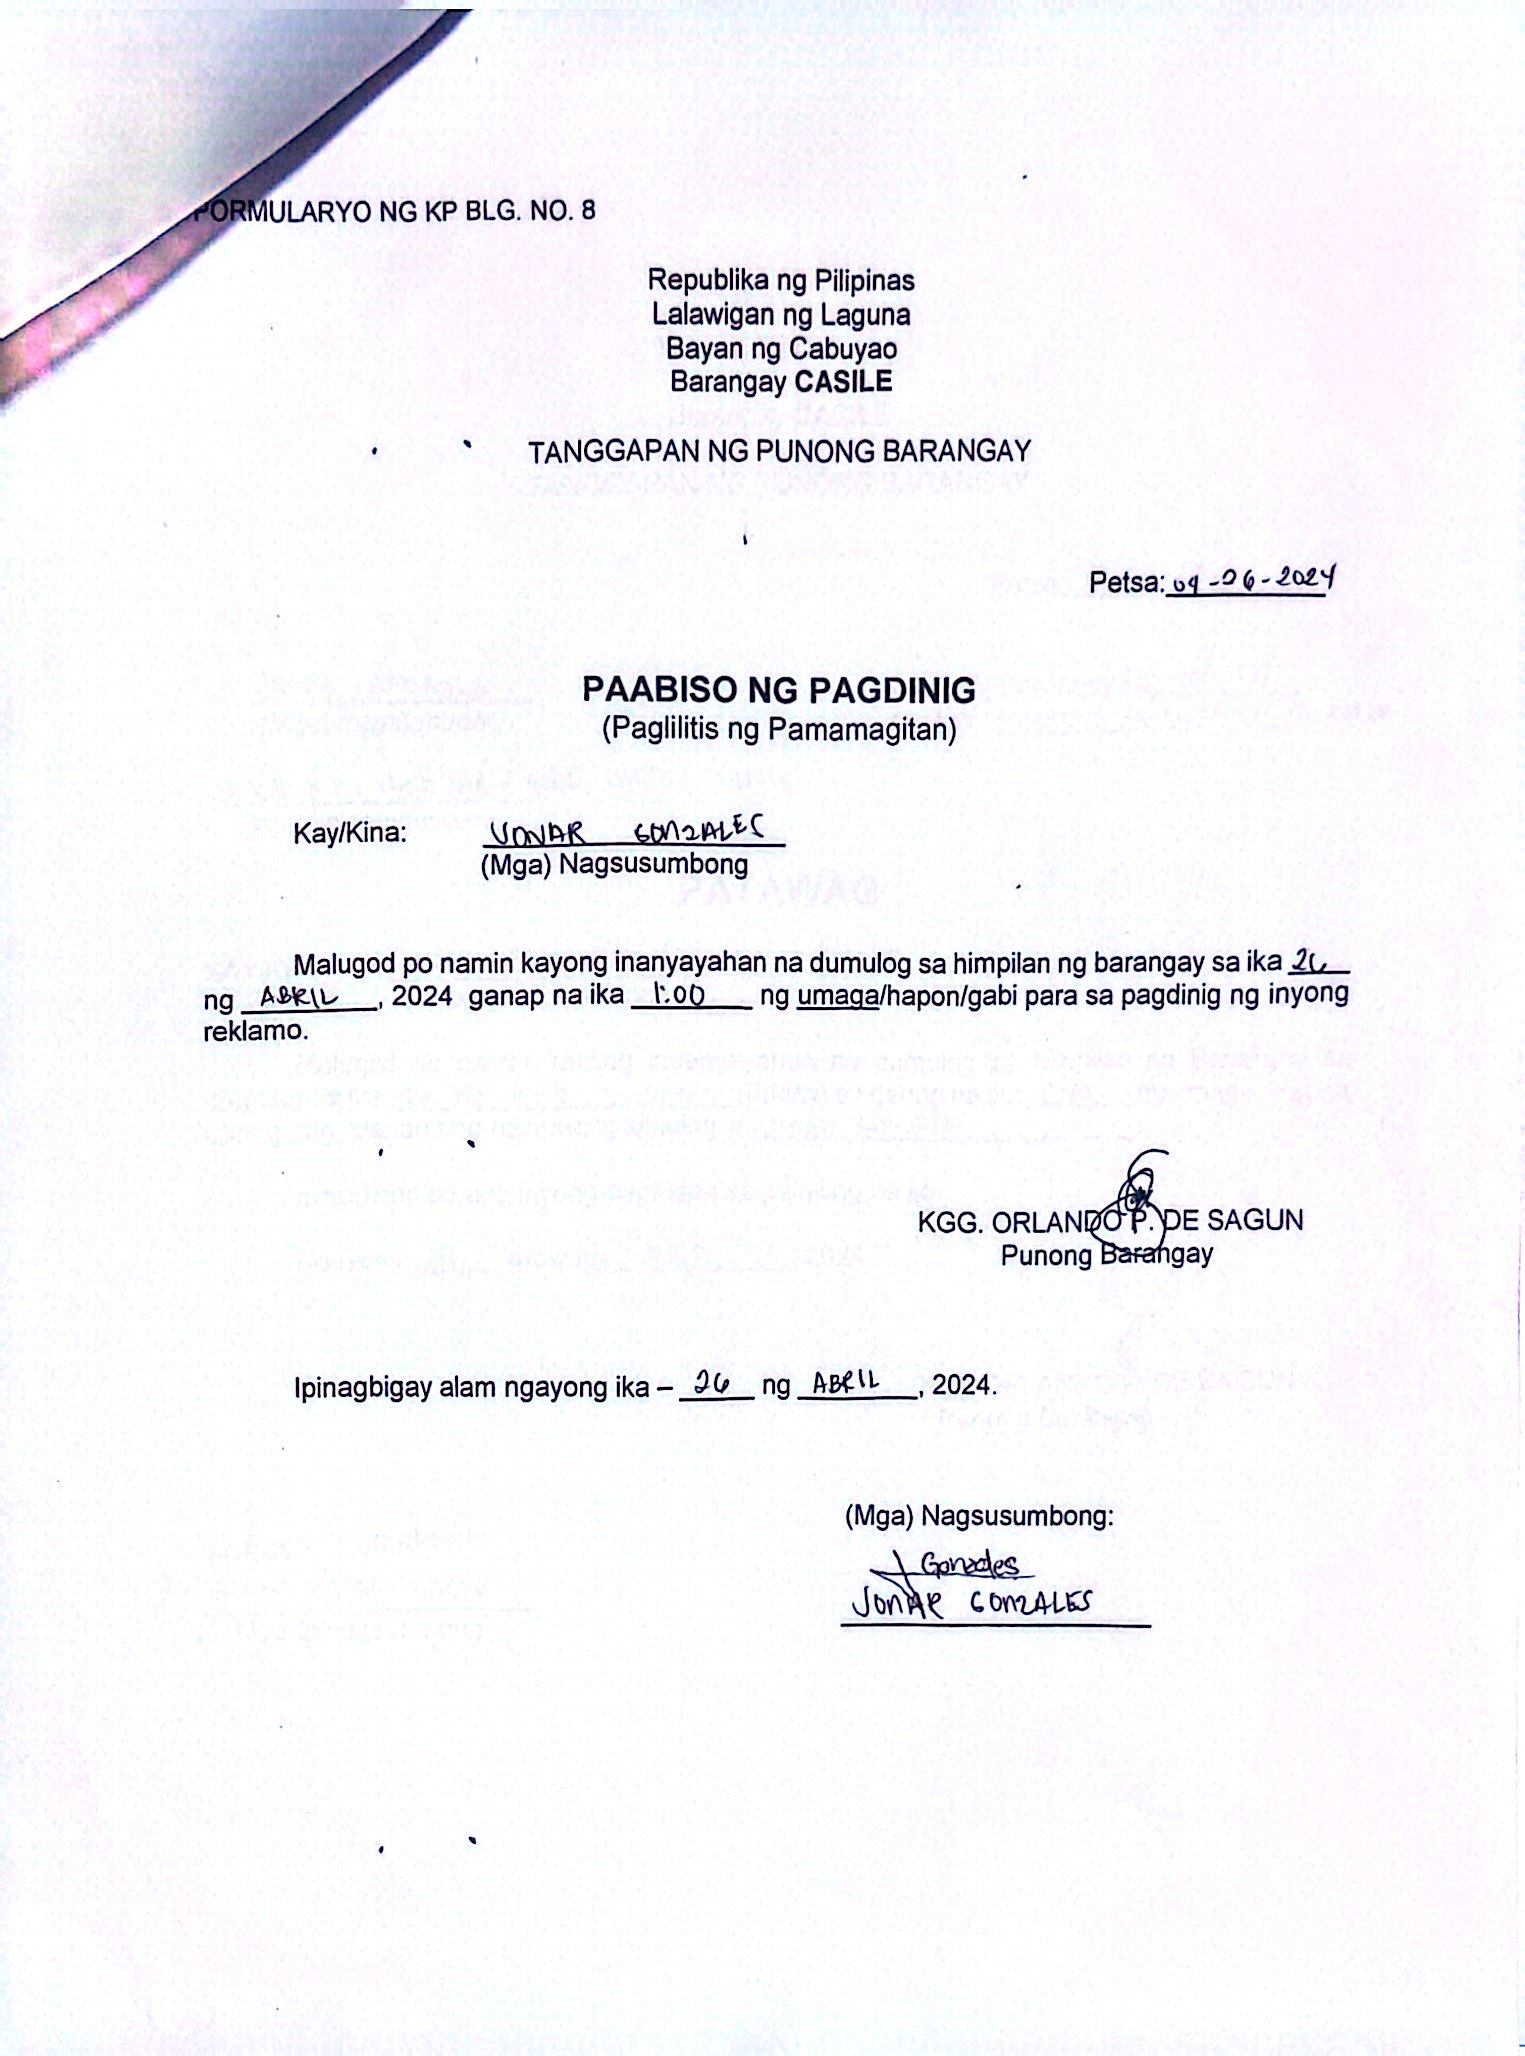 PORMULARYO NG KP BLG. NO. 8
Republika ng Pilipinas
Lalawigan ng Laguna
Bayan ng Cabuyao
Barangay CASILE
TANGGAPAN NG PUNONG BARANGAY
Petsa: 04-26-2024
PAABISO NG PAGDINIG
(Paglilitis ng Pamamagitan)
Kay/Kina: JONAR GONZALES
(Mga) Nagsusumbong
Malugod po namin kayong inanyayahan na dumulog sa himpilan ng barangay sa ika 26
ng ABRIL, 2024 ganap na ika 1:00 ng umaga/hapon/gabi para sa pagdinig ng inyong
reklamo.
KGG. ORLANDO P. DE SAGUN
Punong Barangay
Ipinagbigay alam ngayong ika – 26 ng ABRIL, 2024.
(Mga) Nagsusumbong:
J Gonzales
JONAR GONZALES